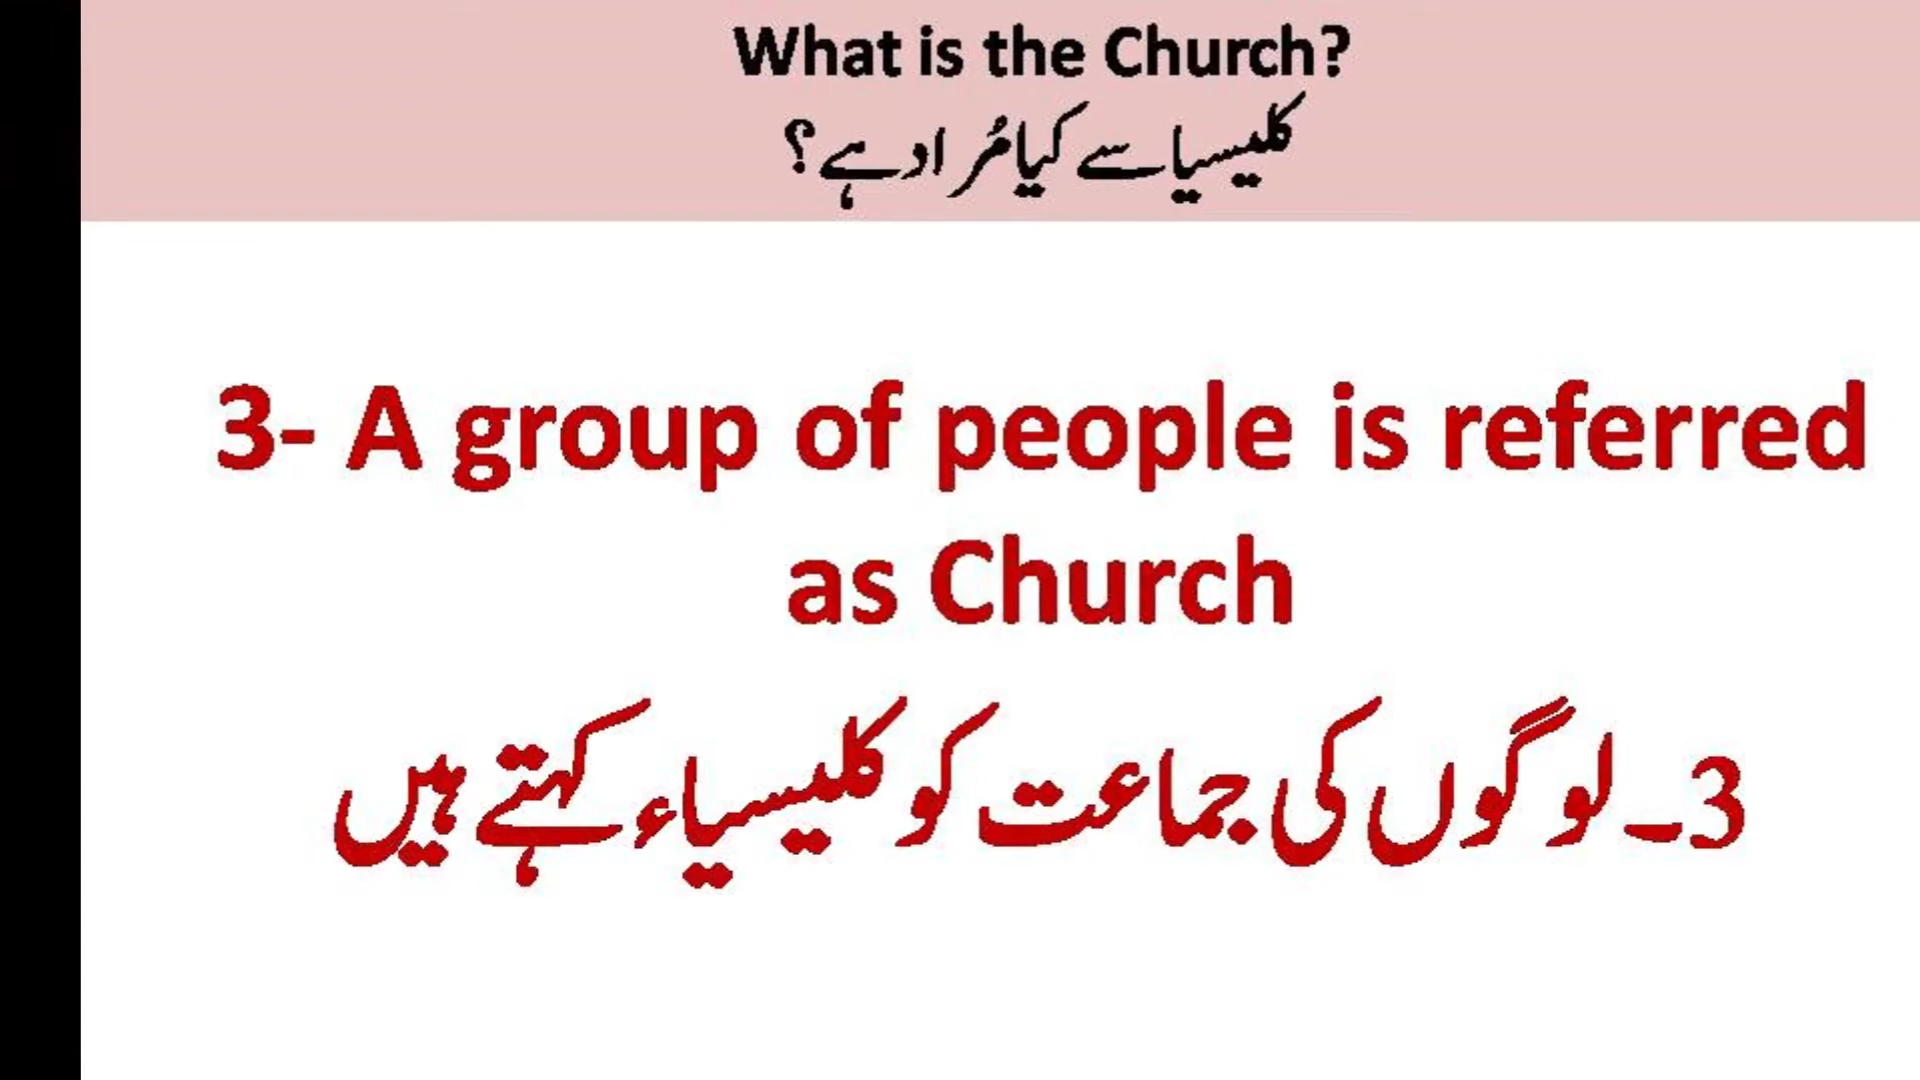 What is the Church?
کلیسیا سے کیا مُراد ہے؟
3- A group of people is referred
as Church
3۔ لوگوں کی جماعت کو کلیسیاء کہتے ہیں